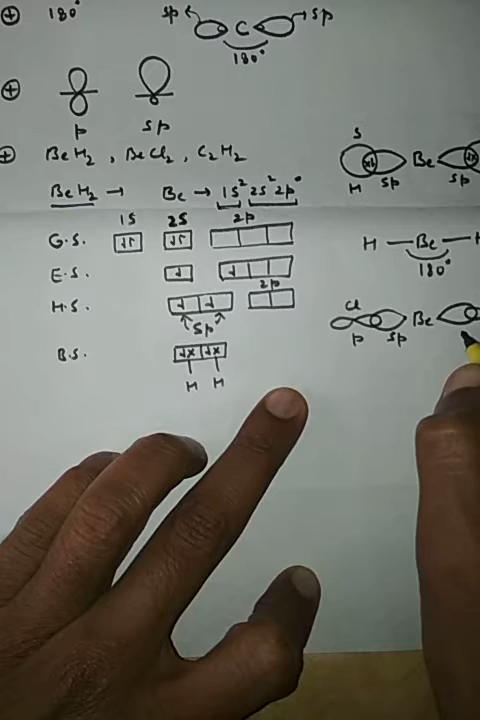 ⊕ 180°
sp C sp
180°
⊕
p sp
⊕ BeH₂ , BeCl₂ , C₂H₂
BeH₂ → Be → 1s² 2s² 2p⁰
1s 2s 2p
G.S.
E.S.
2p
H.S.
sp
B.S.
H H
s
Be
H sp sp
H — Be — H
180°
Cl Be
p sp